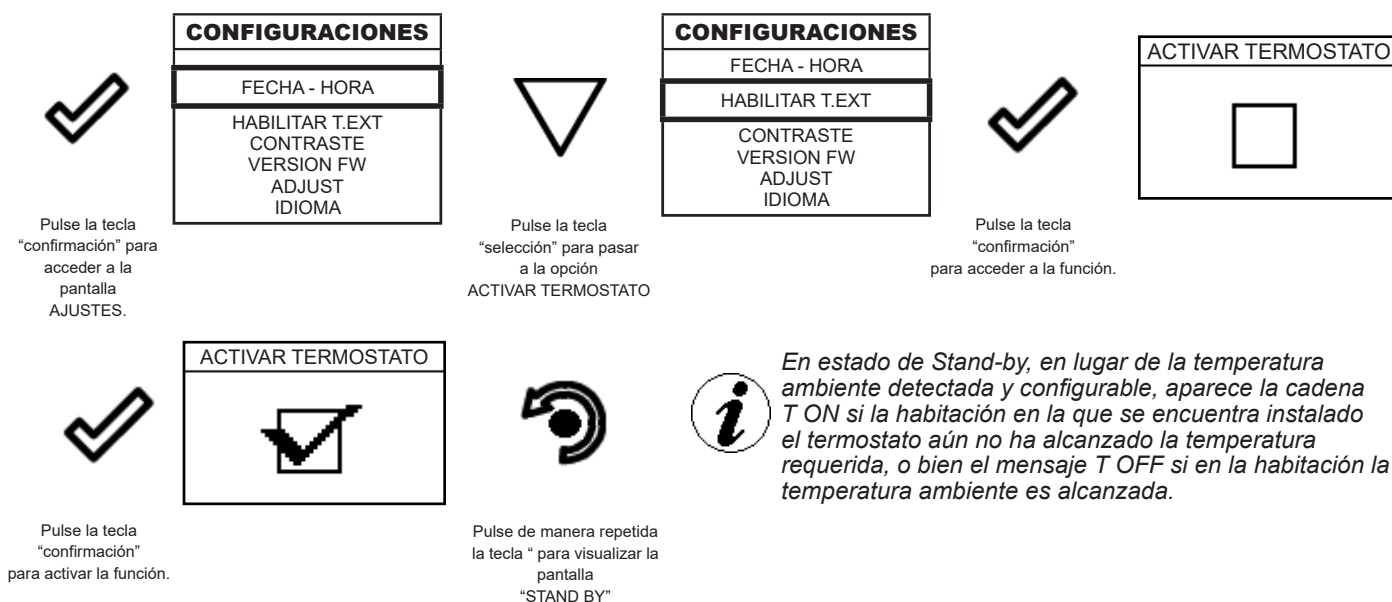 CONFIGURACIONES
FECHA - HORA
HABILITAR T.EXT
CONTRASTE
VERSION FW
ADJUST
IDIOMA
Pulse la tecla
“confirmación” para
acceder a la
pantalla
AJUSTES.
Pulse la tecla
“selección” para pasar
a la opción
ACTIVAR TERMOSTATO
CONFIGURACIONES
FECHA - HORA
HABILITAR T.EXT
CONTRASTE
VERSION FW
ADJUST
IDIOMA
Pulse la tecla
“confirmación”
para acceder a la función.
ACTIVAR TERMOSTATO
Pulse la tecla
“confirmación”
para activar la función.
ACTIVAR TERMOSTATO
Pulse de manera repetida
la tecla “ para visualizar la
pantalla
“STAND BY”
i
En estado de Stand-by, en lugar de la temperatura
ambiente detectada y configurable, aparece la cadena
T ON si la habitación en la que se encuentra instalado
el termostato aún no ha alcanzado la temperatura
requerida, o bien el mensaje T OFF si en la habitación la
temperatura ambiente es alcanzada.